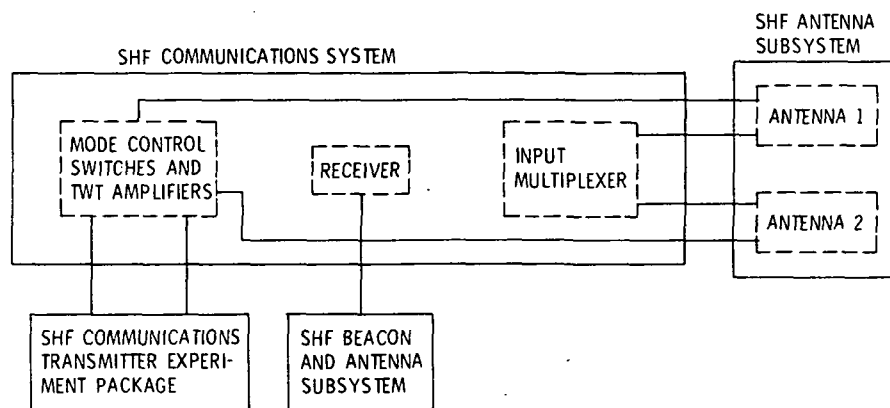 SHF ANTENNA
SUBSYSTEM
SHF COMMUNICATIONS SYSTEM
MODE CONTROL
SWITCHES AND
TWT AMPLIFIERS
RECEIVER
INPUT
MULTIPLEXER
ANTENNA 1
ANTENNA 2
SHF COMMUNICATIONS
TRANSMITTER EXPERI-
MENT PACKAGE
SHF BEACON
AND ANTENNA
SUBSYSTEM